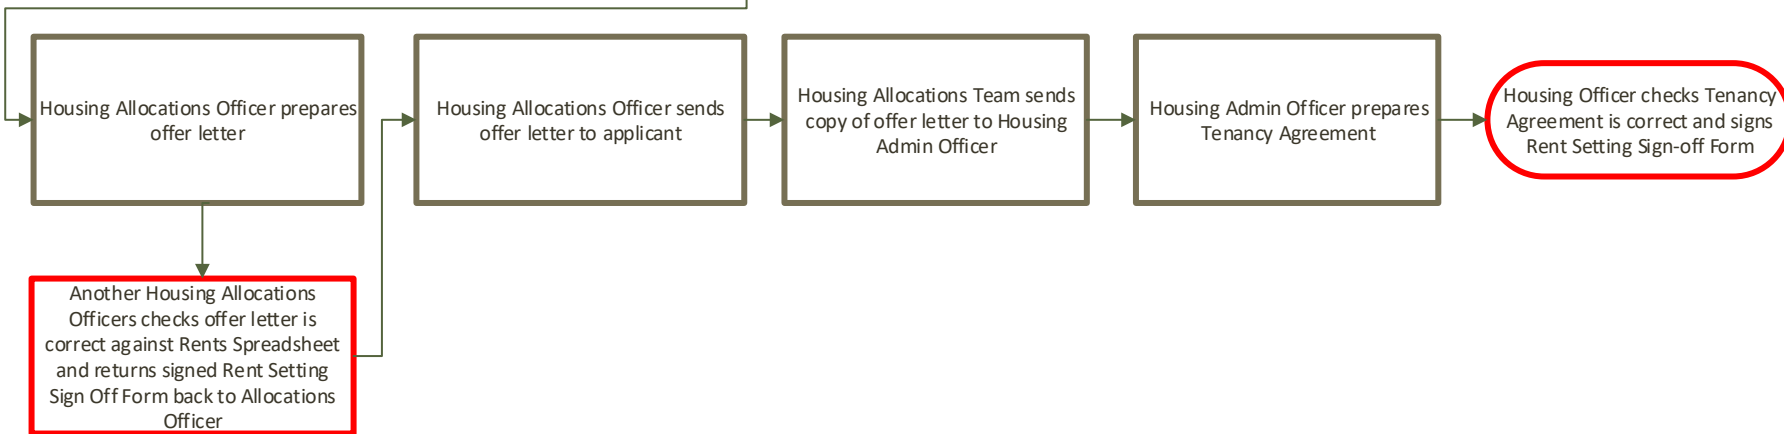 Housing Allocations Officer prepares
offer letter
Another Housing Allocations
Officers checks offer letter is
correct against Rents Spreadsheet
and returns signed Rent Setting
Sign Off Form back to Allocations
Officer
Housing Allocations Officer sends
offer letter to applicant
Housing Allocations Team sends
copy of offer letter to Housing
Admin Officer
Housing Admin Officer prepares
Tenancy Agreement
Housing Officer checks Tenancy
Agreement is correct and signs
Rent Setting Sign-off Form